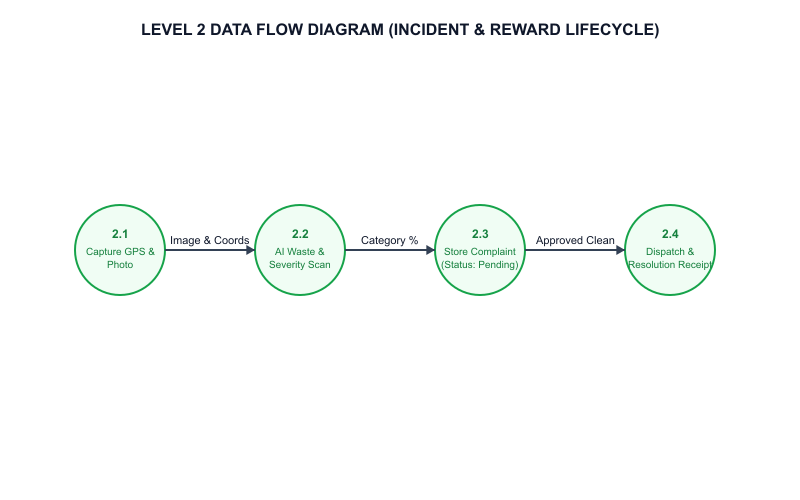 LEVEL 2 DATA FLOW DIAGRAM (INCIDENT & REWARD LIFECYCLE)
2.1
Capture GPS &
Photo
Image & Coords
2.2
AI Waste &
Severity Scan
Category %
2.3
Store Complaint
(Status: Pending)
Approved Clean
2.4
Dispatch &
Resolution Receipt